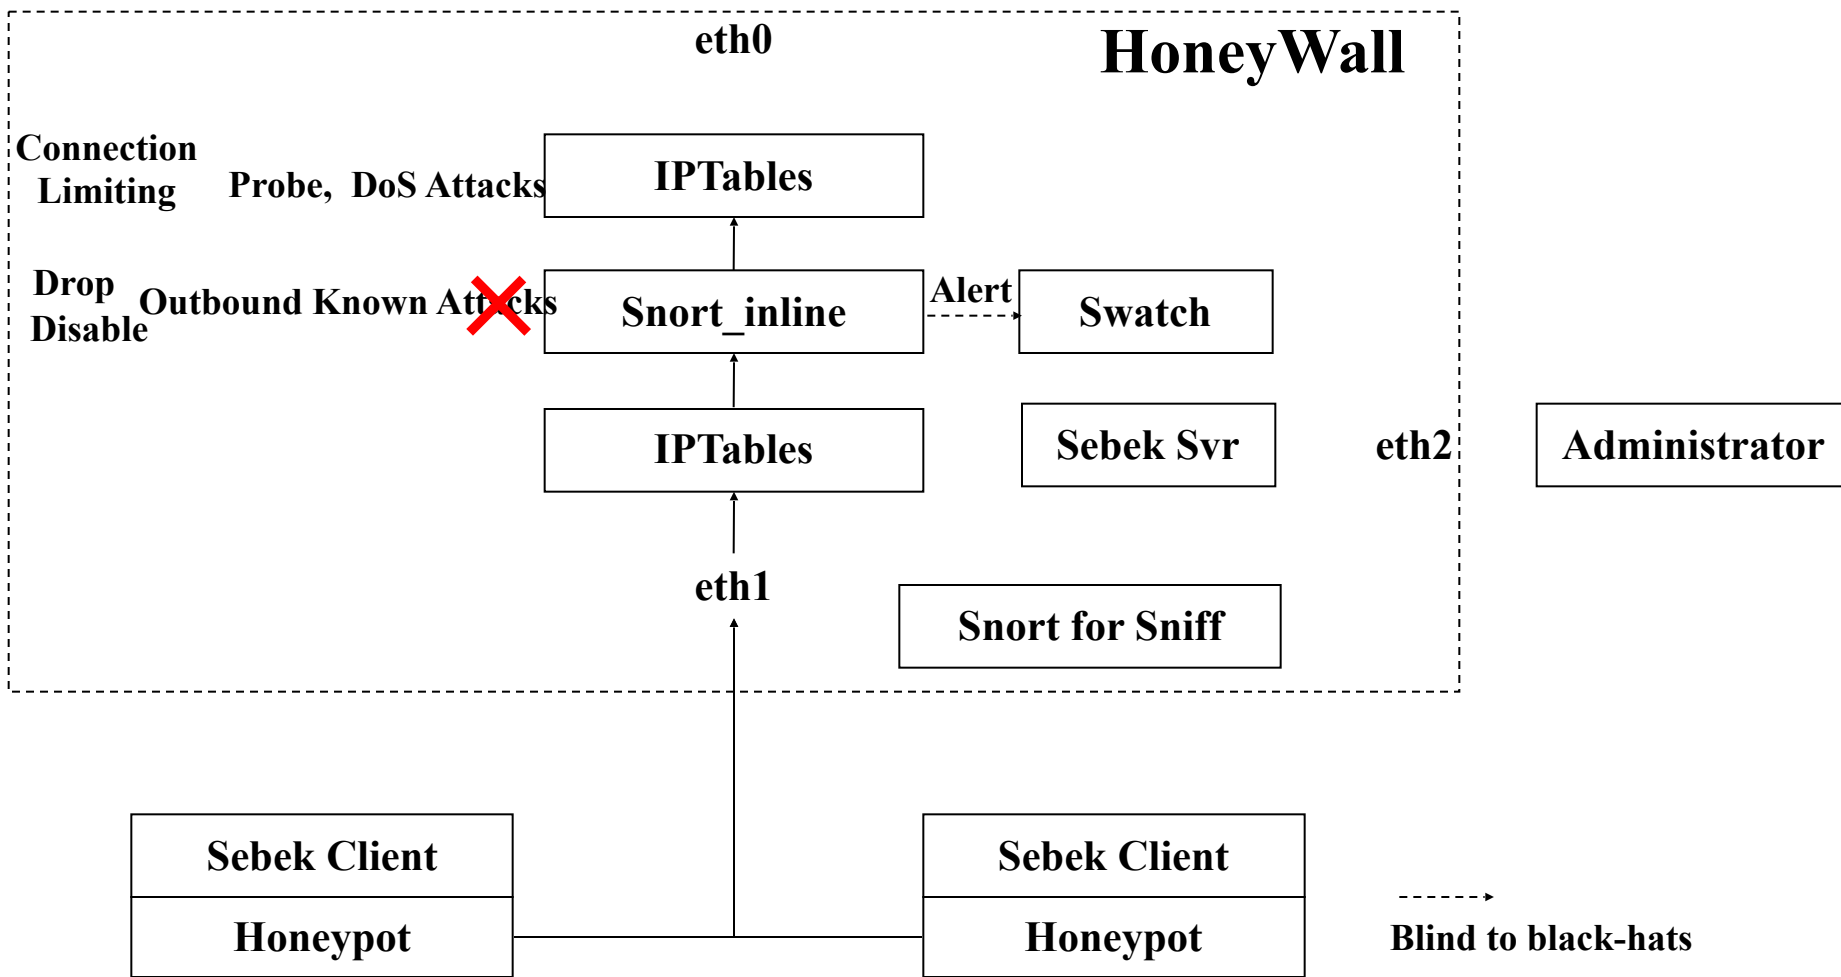 eth0
HoneyWall
Connection
Limiting
Probe, DoS Attacks
IPTables
Drop
Disable
Outbound Known Attacks
Snort_inline
Alert
Swatch
IPTables
Sebek Svr
eth2
Administrator
eth1
Snort for Sniff
Sebek Client
Honeypot
Sebek Client
Honeypot
Blind to black-hats